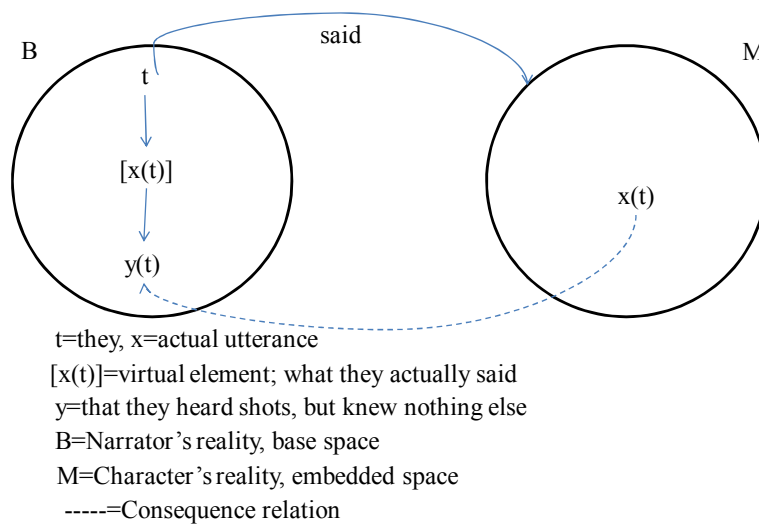 said
B
M
t
[x(t)]
x(t)
y(t)
t=they, x=actual utterance
[x(t)]=virtual element; what they actually said
y=that they heard shots, but knew nothing else
B=Narrator’s reality, base space
M=Character’s reality, embedded space
-----=Consequence relation